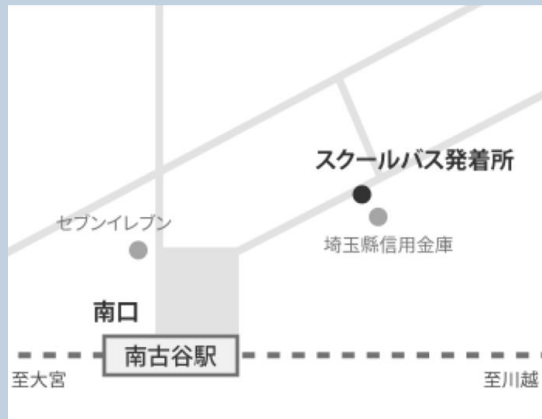 スクールバス発着所
セブンイレブン
埼玉縣信用金庫
南口
南古谷駅
至大宮
至川越